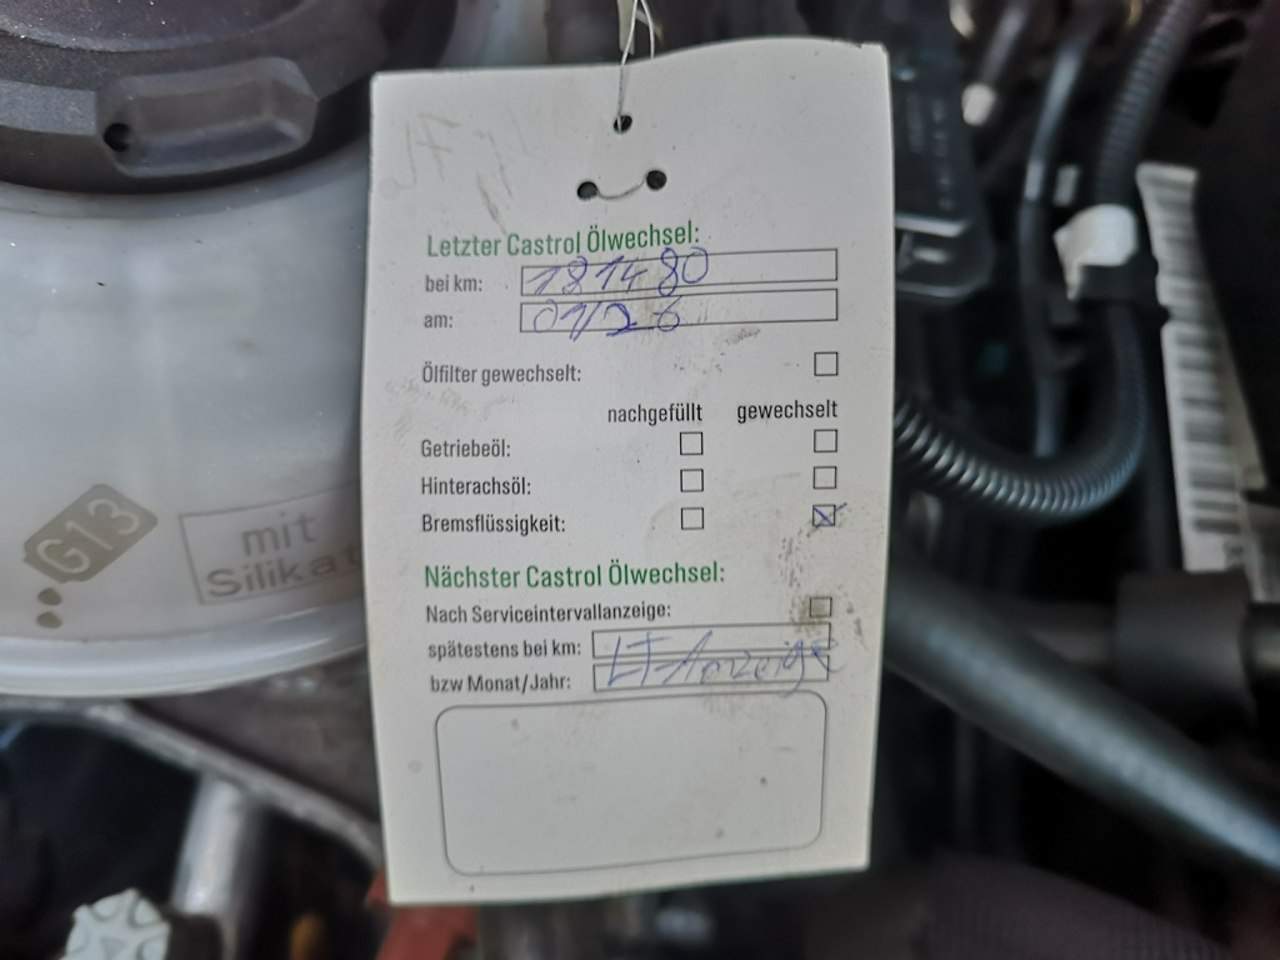 Letzter Castrol Ölwechsel:
bei km: 181480
am: 01/26
Ölfilter gewechselt:
nachgefüllt gewechselt
Getriebeöl:
Hinterachsöl:
Bremsflüssigkeit:
Nächster Castrol Ölwechsel:
Nach Serviceintervallanzeige:
spätestens bei km:
LT Anzeige
bzw Monat/Jahr:
G13
mit
Silikat